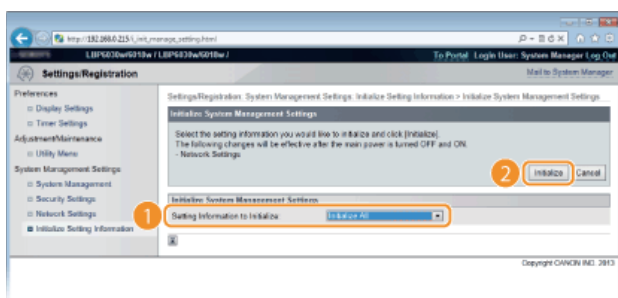 http://192.168.0.215/i_init_manage_setting.html
LBP6030w/6018w / LBP6030w/6018w /
To Portal Login User: System Manager Log Out
Settings/Registration
Mail to System Manager
Preferences
Display Settings
Timer Settings
Adjustment/Maintenance
Utility Menu
System Management Settings
System Management
Security Settings
Network Settings
Initialize Setting Information
Settings/Registration: System Management Settings: Initialize Setting Information > Initialize System Management Settings
Initialize System Management Settings
Select the setting information you would like to initialize and click [Initialize].
The following changes will be effective after the main power is turned OFF and ON.
- Network Settings
2
Initialize
Cancel
Initialize System Management Settings
1
Setting Information to Initialize:
Initialize All
Copyright CANON INC. 2013